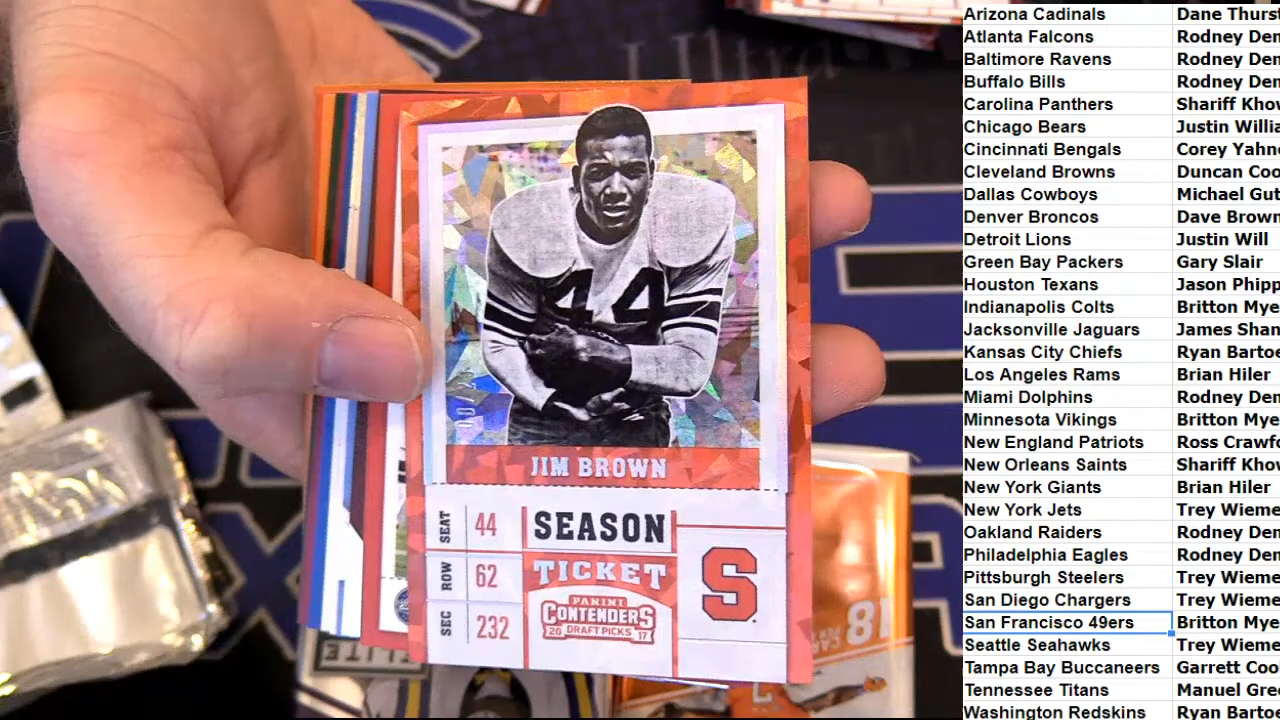 Ultra
44
JIM BROWN
SEAT 44
ROW 62
SEC 232
SEASON
TICKET
PANINI
CONTENDERS
20 DRAFT PICKS 17
S
81
Arizona Cadinals Dane Thurst
Atlanta Falcons Rodney Den
Baltimore Ravens Rodney Den
Buffalo Bills Rodney Den
Carolina Panthers Shariff Khov
Chicago Bears Justin Willia
Cincinnati Bengals Corey Yahne
Cleveland Browns Duncan Coo
Dallas Cowboys Michael Gut
Denver Broncos Dave Brown
Detroit Lions Justin Will
Green Bay Packers Gary Slair
Houston Texans Jason Phipp
Indianapolis Colts Britton Mye
Jacksonville Jaguars James Shan
Kansas City Chiefs Ryan Bartoe
Los Angeles Rams Brian Hiler
Miami Dolphins Rodney Den
Minnesota Vikings Britton Mye
New England Patriots Ross Crawfo
New Orleans Saints Shariff Khov
New York Giants Brian Hiler
New York Jets Trey Wieme
Oakland Raiders Rodney Den
Philadelphia Eagles Rodney Den
Pittsburgh Steelers Trey Wieme
San Diego Chargers Trey Wieme
San Francisco 49ers Britton Mye
Seattle Seahawks Trey Wieme
Tampa Bay Buccaneers Garrett Coo
Tennessee Titans Manuel Gree
Washington Redskins Ryan Bartoe